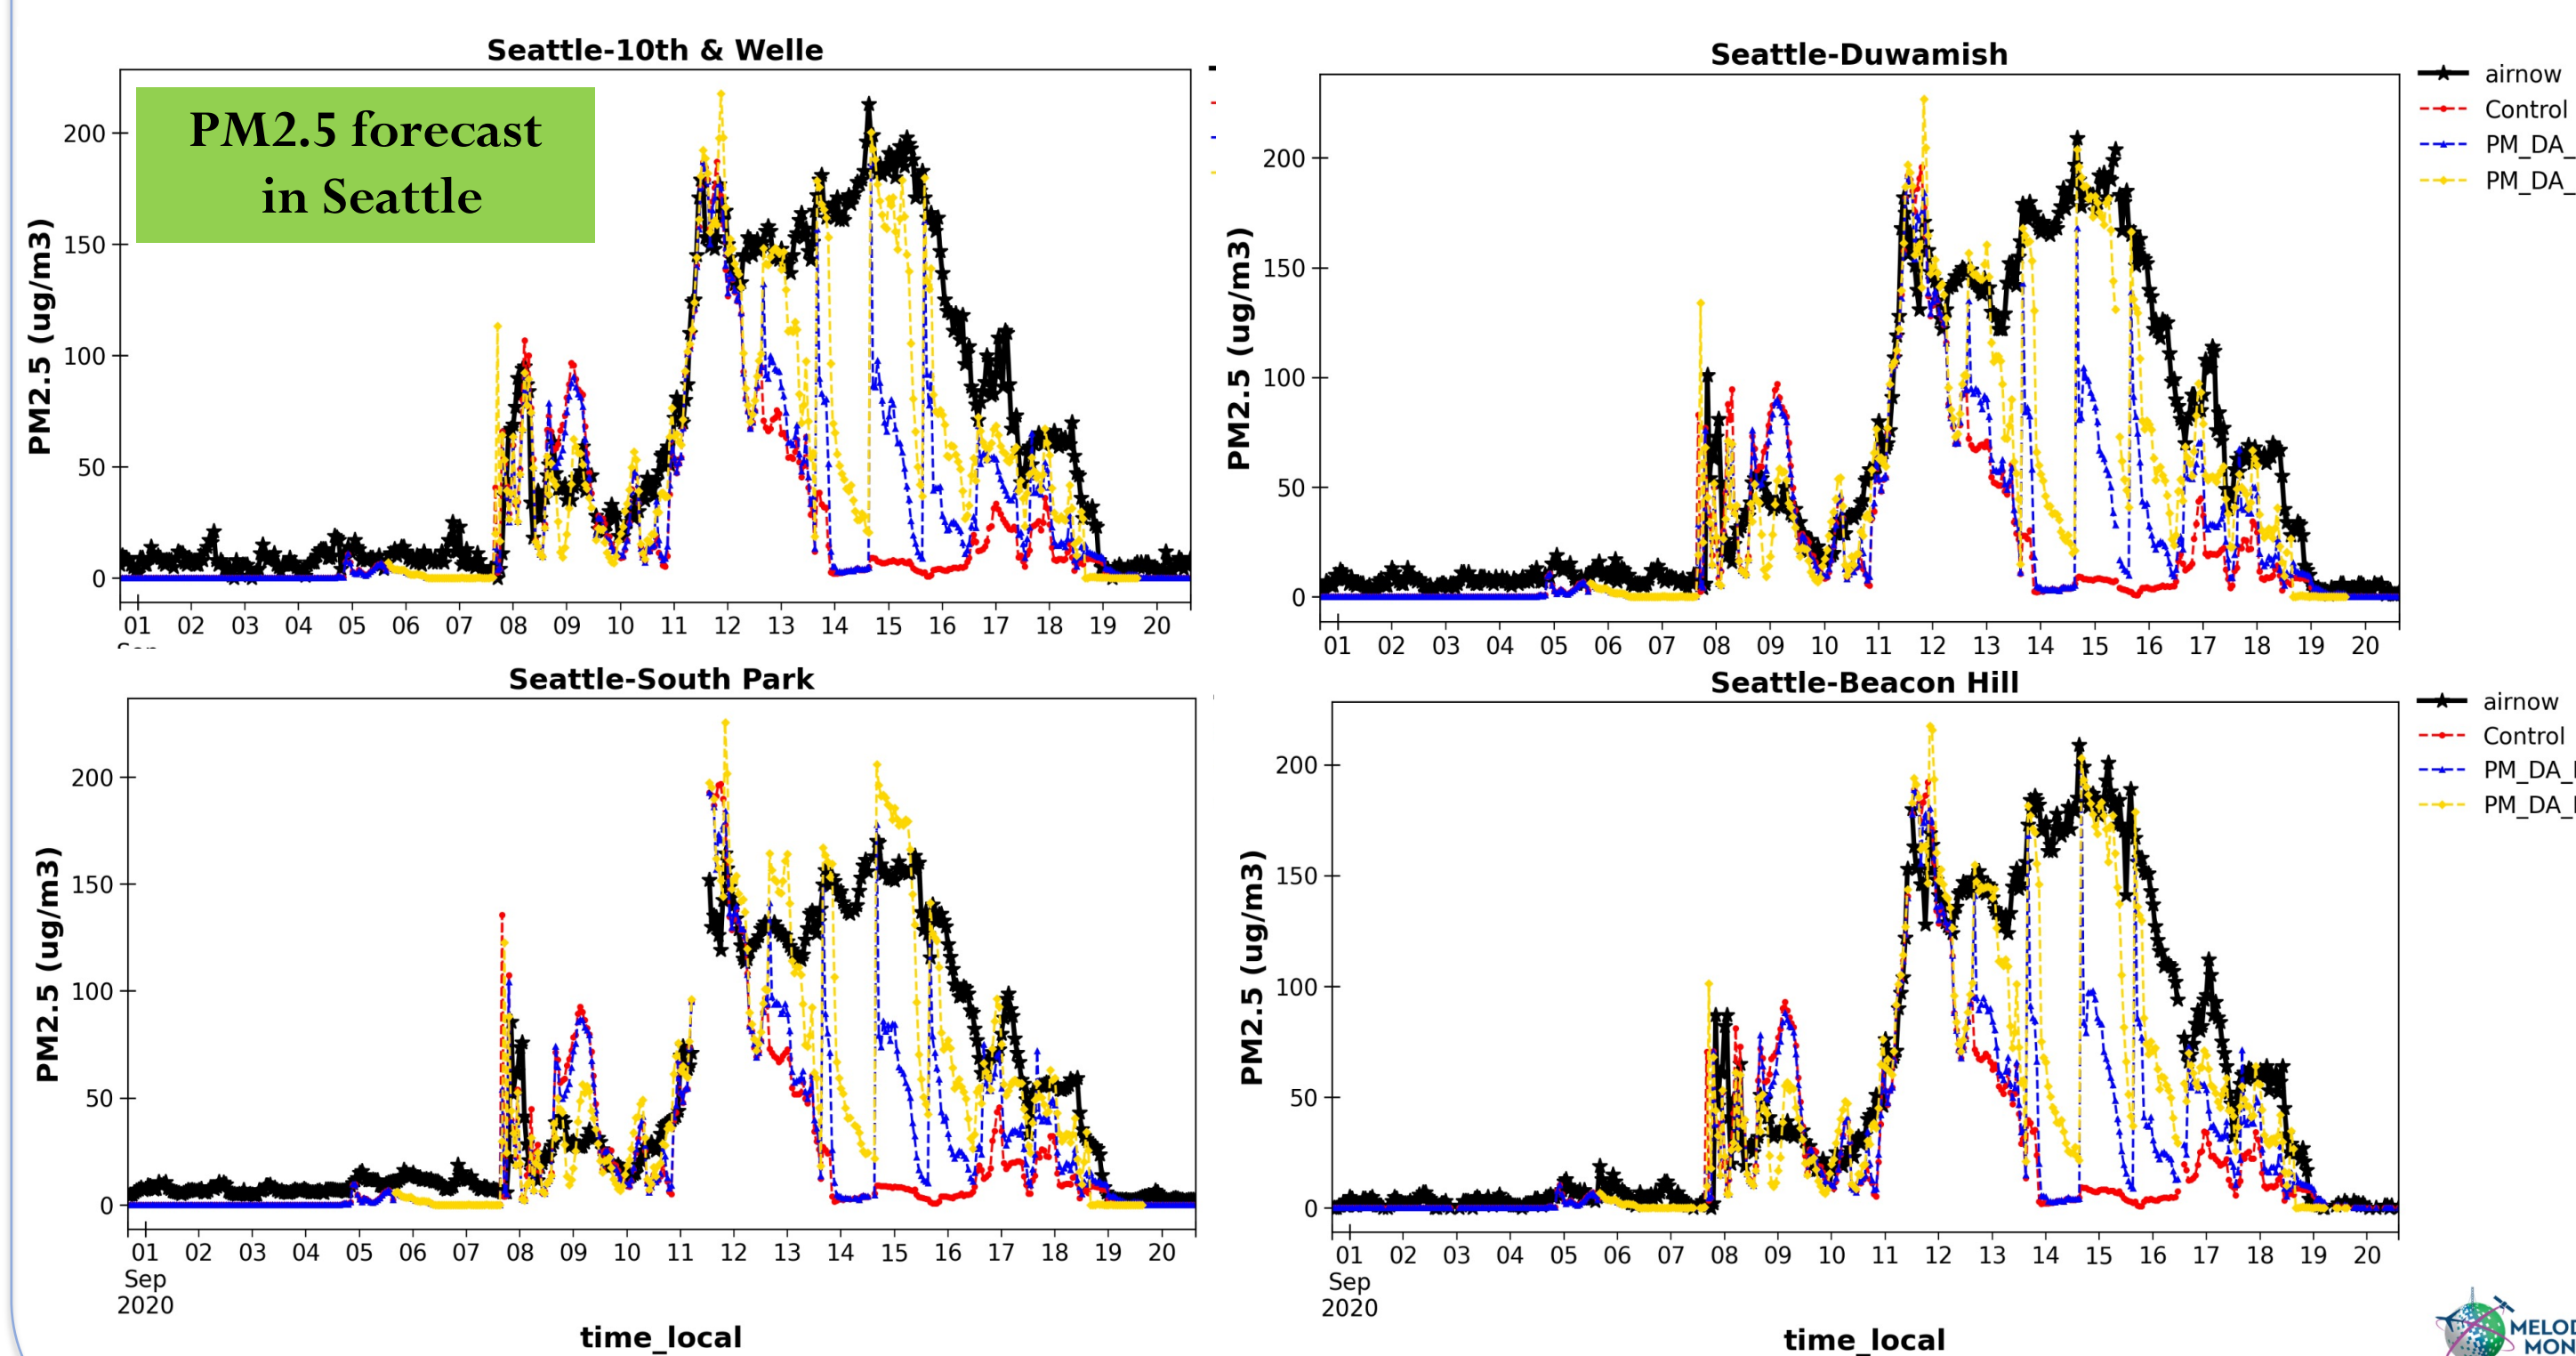 Seattle-10th & Welle
PM2.5 forecast
in Seattle
PM2.5 (ug/m3)
200
150
100
50
0
01 02 03 04 05 06 07 08 09 10 11 12 13 14 15 16 17 18 19 20
Seattle-Duwamish
PM2.5 (ug/m3)
200
150
100
50
0
01 02 03 04 05 06 07 08 09 10 11 12 13 14 15 16 17 18 19 20
airnow
Control
PM_DA_
PM_DA_
Seattle-South Park
PM2.5 (ug/m3)
200
150
100
50
0
01 02 03 04 05 06 07 08 09 10 11 12 13 14 15 16 17 18 19 20
Sep
2020
time_local
Seattle-Beacon Hill
PM2.5 (ug/m3)
200
150
100
50
0
01 02 03 04 05 06 07 08 09 10 11 12 13 14 15 16 17 18 19 20
Sep
2020
time_local
airnow
Control
PM_DA_
PM_DA_
MELOD
MON